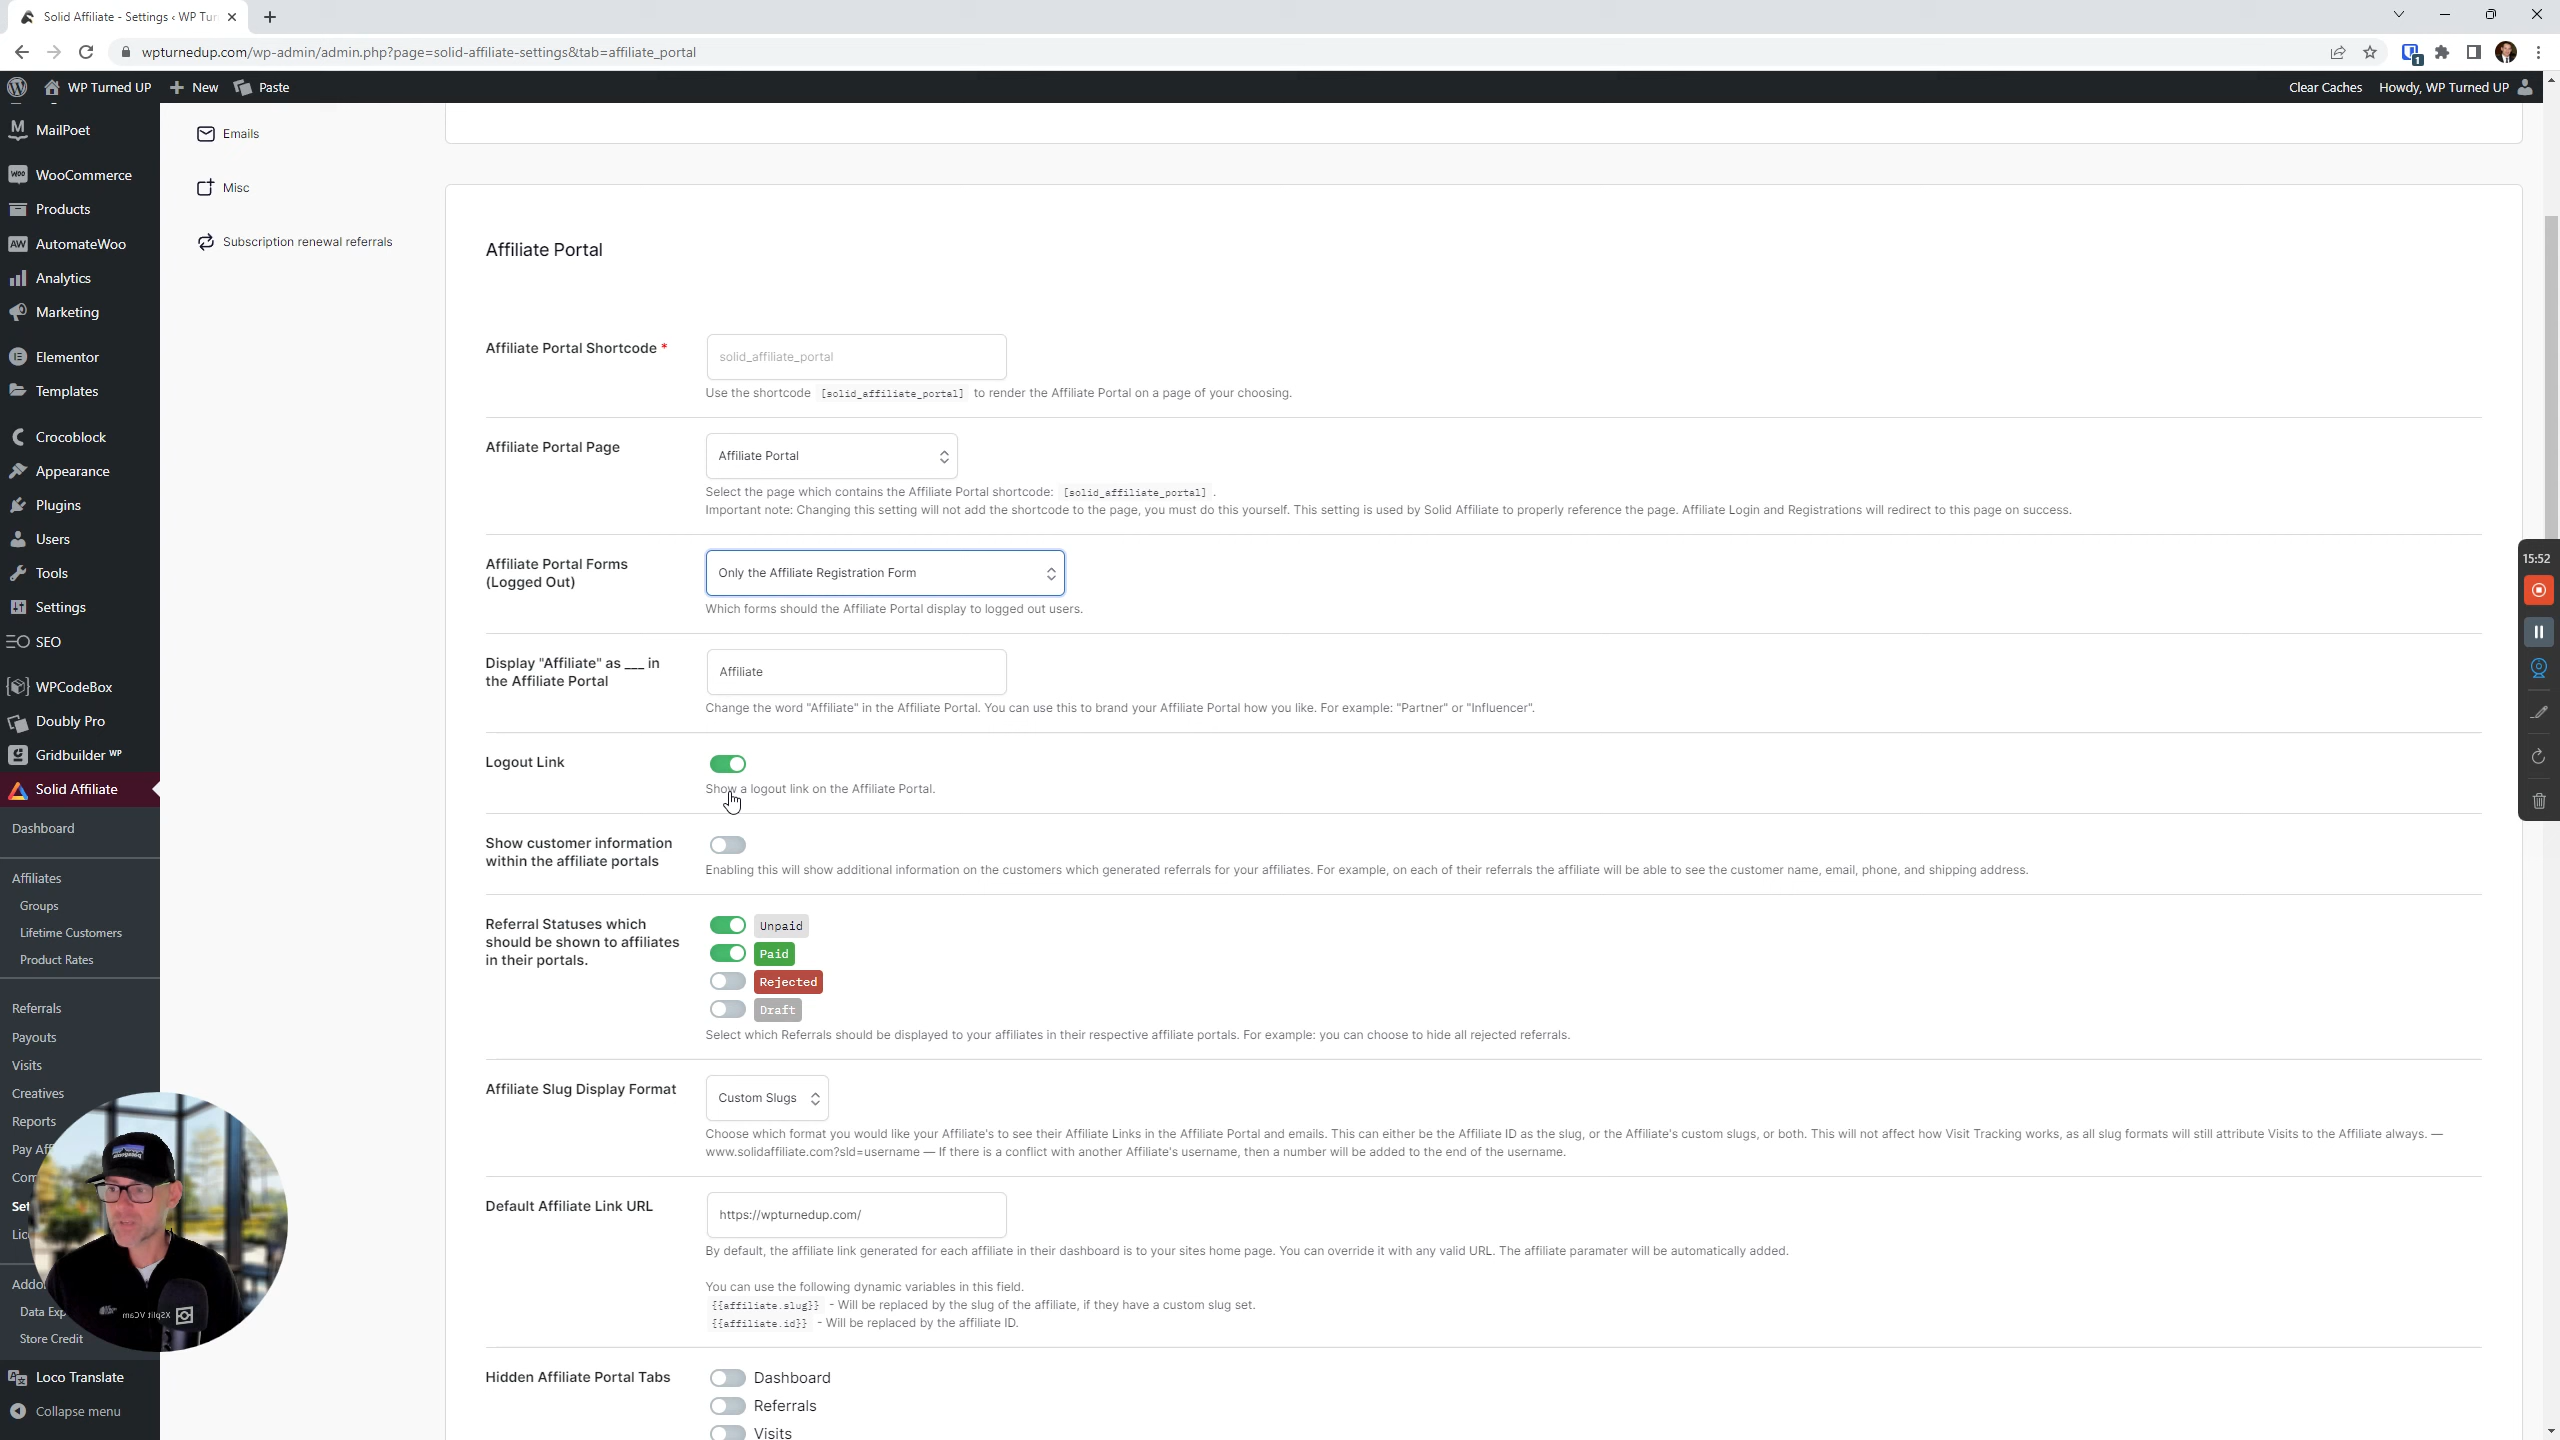 Solid Affiliate - Settings ‹ WP Tur
wpturnedup.com/wp-admin/admin.php?page=solid-affiliate-settings&tab=affiliate_portal
WP Turned UP
New
Paste
Clear Caches
Howdy, WP Turned UP
MailPoet
WooCommerce
Products
AutomateWoo
Analytics
Marketing
Elementor
Templates
Crocoblock
Appearance
Plugins
Users
Tools
Settings
SEO
WPCodeBox
Doubly Pro
Gridbuilder WP
Solid Affiliate
Dashboard
Affiliates
Groups
Lifetime Customers
Product Rates
Referrals
Payouts
Visits
Creatives
Reports
Pay Aff
Com
Set
Lic
Addo
Data Exp
Store Credit
Loco Translate
Collapse menu
XSplit VCam
Emails
Misc
Subscription renewal referrals
Affiliate Portal
Affiliate Portal Shortcode *
solid_affiliate_portal
Use the shortcode [solid_affiliate_portal] to render the Affiliate Portal on a page of your choosing.
Affiliate Portal Page
Affiliate Portal
Select the page which contains the Affiliate Portal shortcode: [solid_affiliate_portal] .
Important note: Changing this setting will not add the shortcode to the page, you must do this yourself. This setting is used by Solid Affiliate to properly reference the page. Affiliate Login and Registrations will redirect to this page on success.
Affiliate Portal Forms
(Logged Out)
Only the Affiliate Registration Form
Which forms should the Affiliate Portal display to logged out users.
Display "Affiliate" as ___ in
the Affiliate Portal
Affiliate
Change the word "Affiliate" in the Affiliate Portal. You can use this to brand your Affiliate Portal how you like. For example: "Partner" or "Influencer".
Logout Link
Show a logout link on the Affiliate Portal.
Show customer information
within the affiliate portals
Enabling this will show additional information on the customers which generated referrals for your affiliates. For example, on each of their referrals the affiliate will be able to see the customer name, email, phone, and shipping address.
Referral Statuses which
should be shown to affiliates
in their portals.
Unpaid
Paid
Rejected
Draft
Select which Referrals should be displayed to your affiliates in their respective affiliate portals. For example: you can choose to hide all rejected referrals.
Affiliate Slug Display Format
Custom Slugs
Choose which format you would like your Affiliate's to see their Affiliate Links in the Affiliate Portal and emails. This can either be the Affiliate ID as the slug, or the Affiliate's custom slugs, or both. This will not affect how Visit Tracking works, as all slug formats will still attribute Visits to the Affiliate always. —
www.solidaffiliate.com?sld=username — If there is a conflict with another Affiliate's username, then a number will be added to the end of the username.
Default Affiliate Link URL
https://wpturnedup.com/
By default, the affiliate link generated for each affiliate in their dashboard is to your sites home page. You can override it with any valid URL. The affiliate paramater will be automatically added.
You can use the following dynamic variables in this field.
{{affiliate.slug}} - Will be replaced by the slug of the affiliate, if they have a custom slug set.
{{affiliate.id}} - Will be replaced by the affiliate ID.
Hidden Affiliate Portal Tabs
Dashboard
Referrals
Visits
15:52